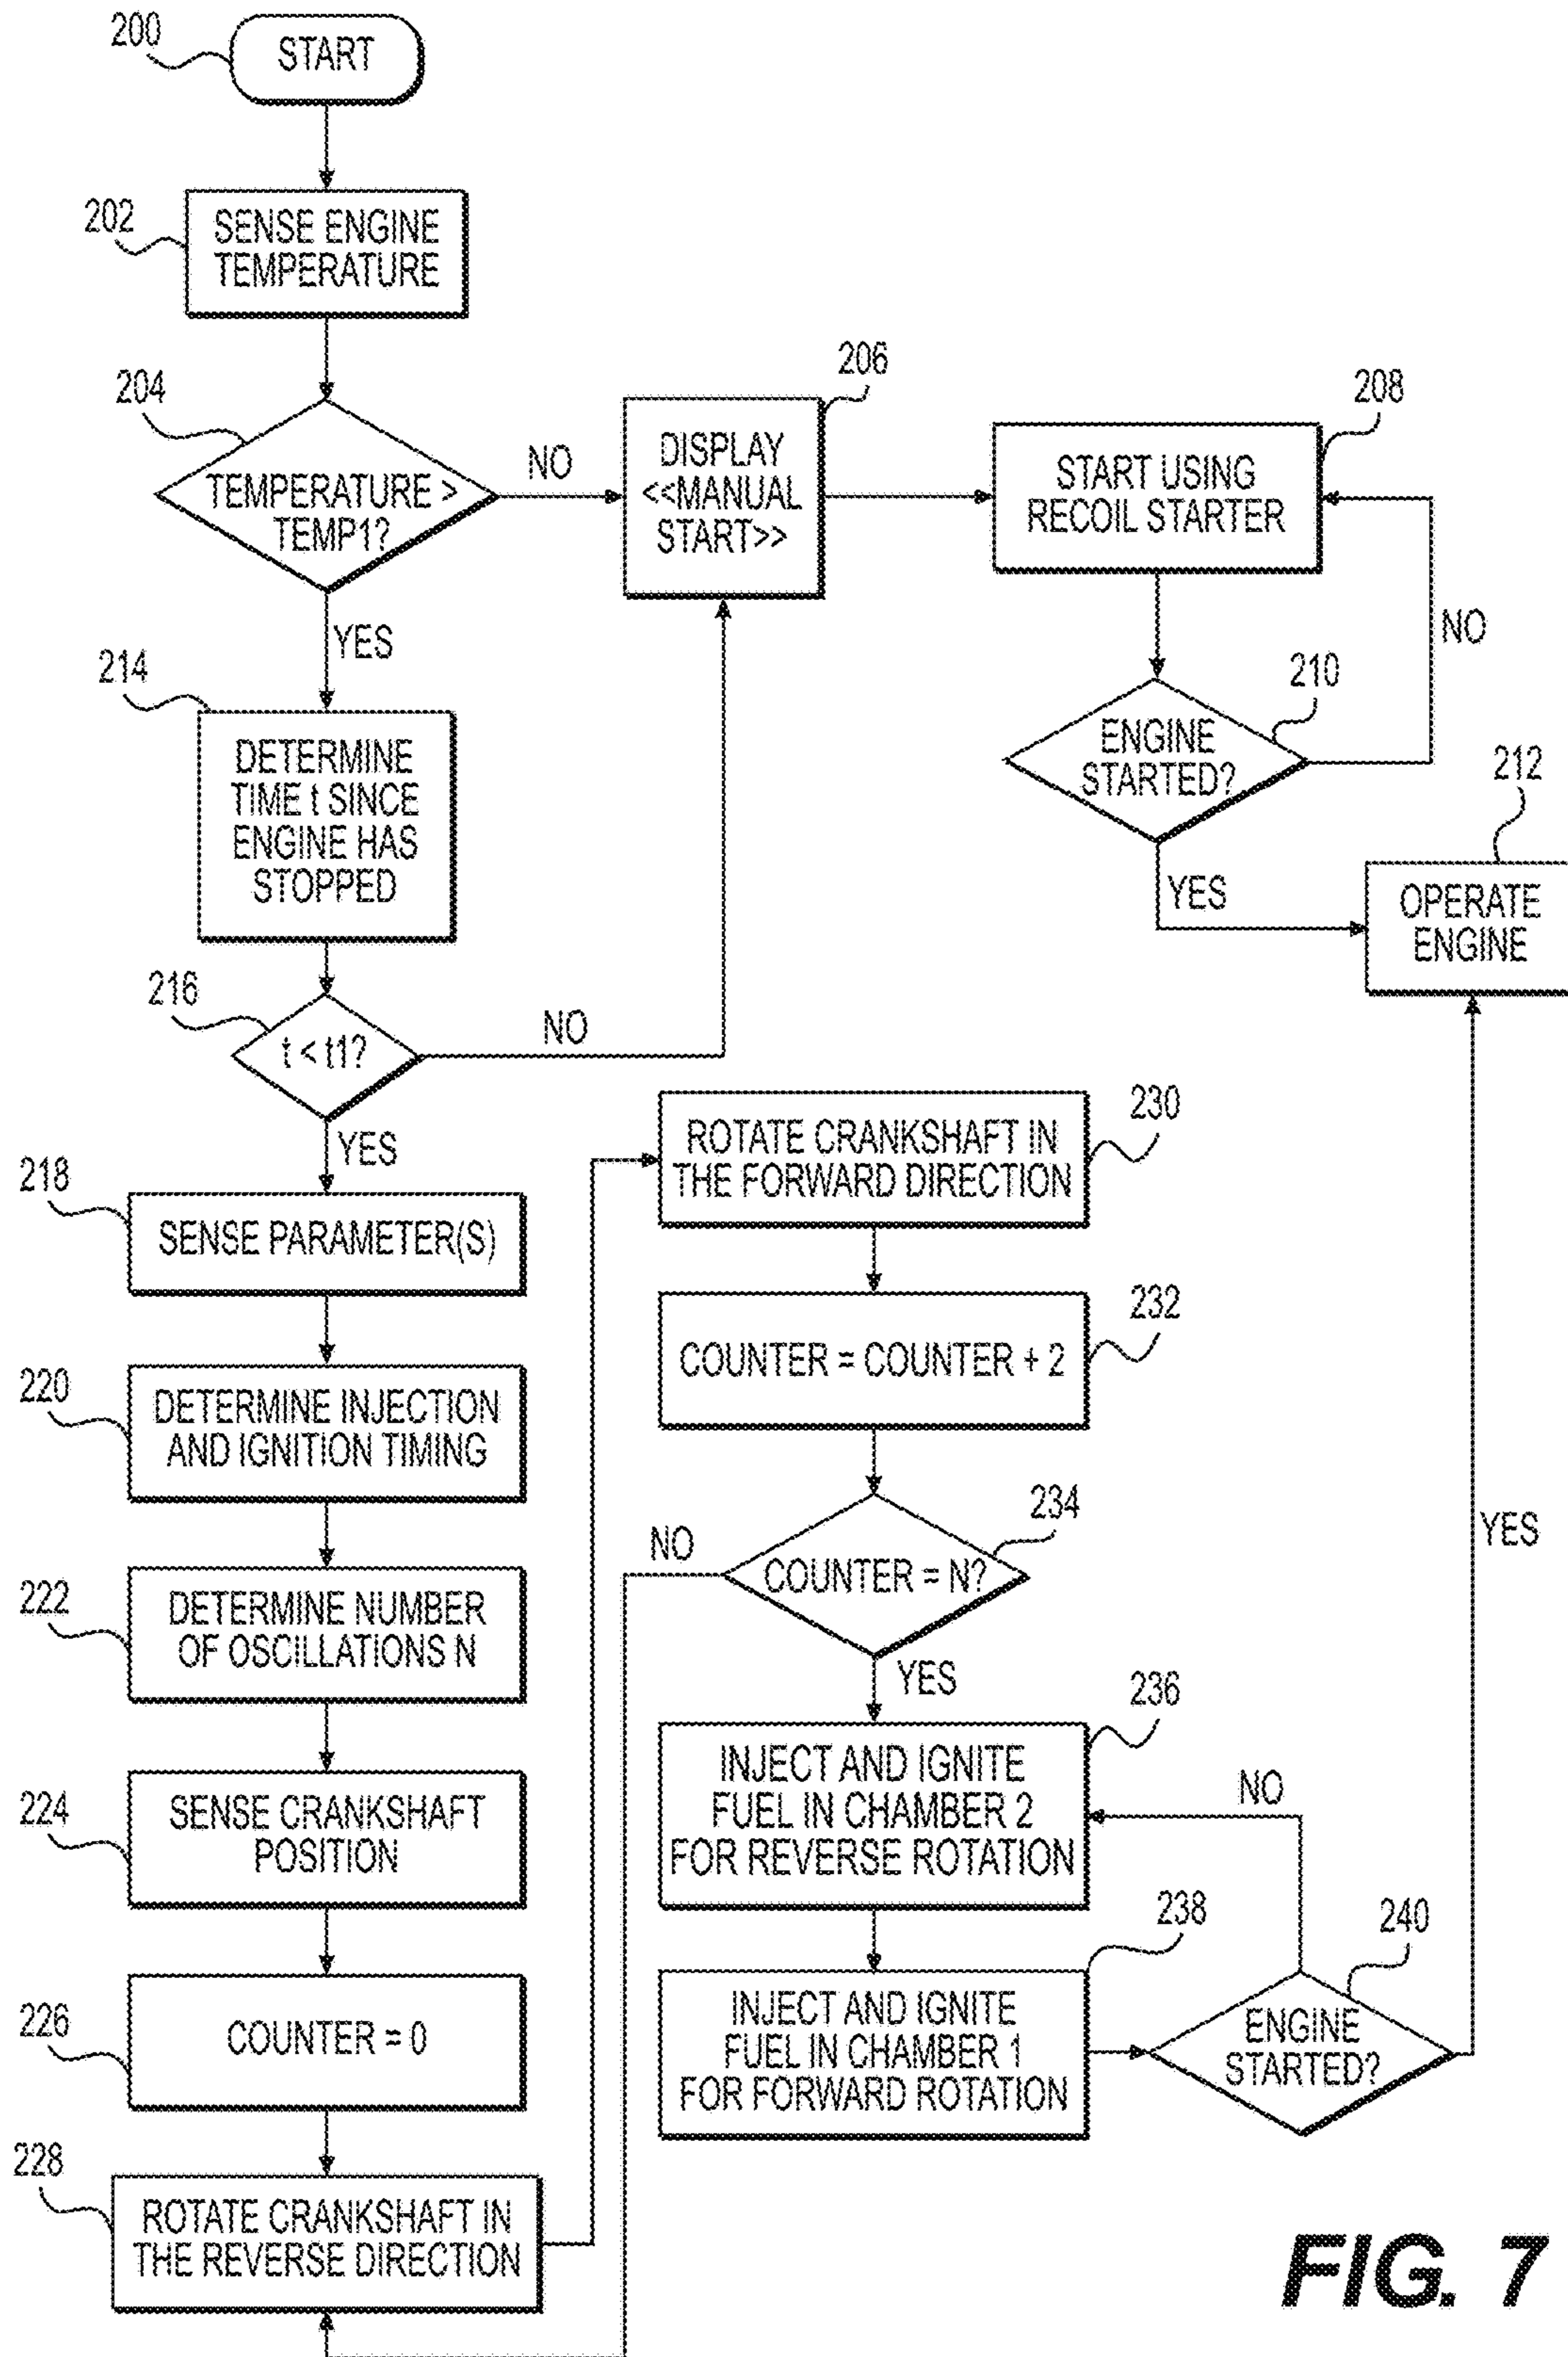 200
START
202
SENSE ENGINE
TEMPERATURE
204
TEMPERATURE >
TEMP1?
NO
YES
206
DISPLAY
<<MANUAL
START>>
208
START USING
RECOIL STARTER
NO
210
ENGINE
STARTED?
YES
212
OPERATE
ENGINE
214
DETERMINE
TIME t SINCE
ENGINE HAS
STOPPED
216
t < t1?
NO
YES
218
SENSE PARAMETER(S)
220
DETERMINE INJECTION
AND IGNITION TIMING
222
DETERMINE NUMBER
OF OSCILLATIONS N
224
SENSE CRANKSHAFT
POSITION
226
COUNTER = 0
228
ROTATE CRANKSHAFT IN
THE REVERSE DIRECTION
230
ROTATE CRANKSHAFT IN
THE FORWARD DIRECTION
232
COUNTER = COUNTER + 2
234
COUNTER = N?
NO
YES
236
INJECT AND IGNITE
FUEL IN CHAMBER 2
FOR REVERSE ROTATION
238
INJECT AND IGNITE
FUEL IN CHAMBER 1
FOR FORWARD ROTATION
240
ENGINE
STARTED?
NO
YES
FIG. 7